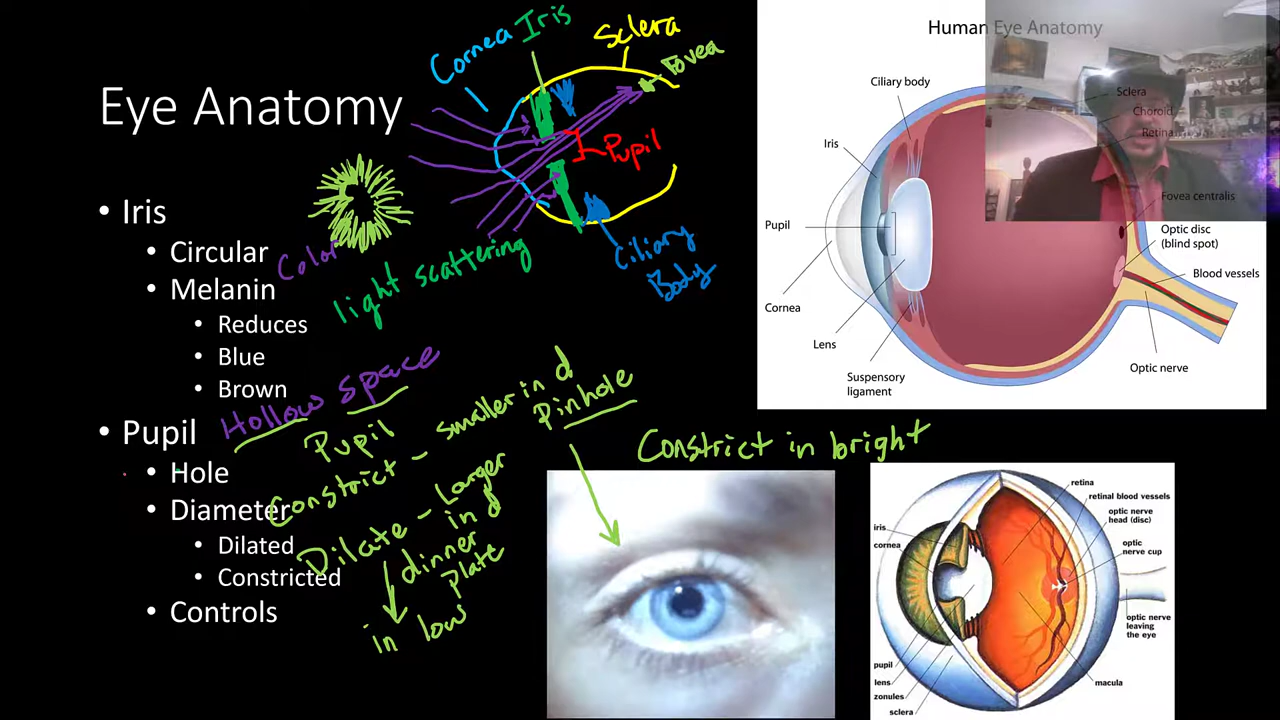 Eye Anatomy
• Iris
• Circular
• Melanin
• Reduces
• Blue
• Brown
• Pupil
• Hole
• Diameter
• Dilated
• Constricted
• Controls
Color
light scattering
Hollow space
Pupil
Constrict - smaller in d
Pinhole
Dilate - Larger
in d
dinner
plate
in low
Constrict in bright
Cornea
Iris
Sclera
Fovea
Pupil
Ciliary
Body
Human Eye Anatomy
Ciliary body
Iris
Pupil
Cornea
Lens
Suspensory
ligament
Sclera
Choroid
Retina
Fovea centralis
Optic disc
(blind spot)
Blood vessels
Optic nerve
iris
cornea
pupil
lens
zonules
sclera
retina
retinal blood vessels
optic nerve
head (disc)
optic
nerve cup
optic nerve
leaving
the eye
macula